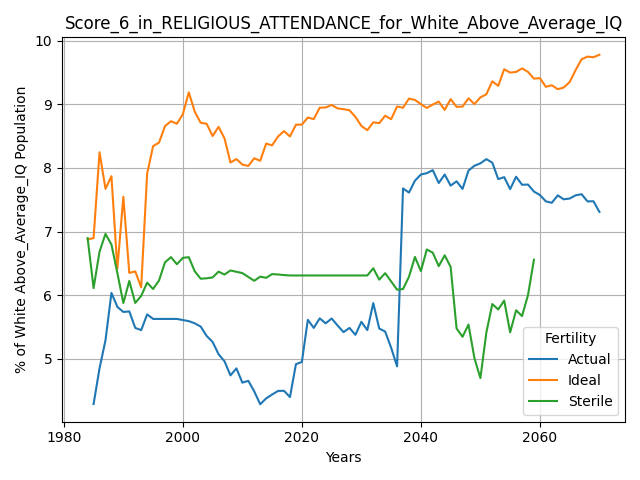 Score_6_in_RELIGIOUS_ATTENDANCE_for_White_Above_Average_IQ
% of White Above_Average_IQ Population
10
9
8
7
6
5
1980
2000
2020
2040
2060
Years
Fertility
Actual
Ideal
Sterile